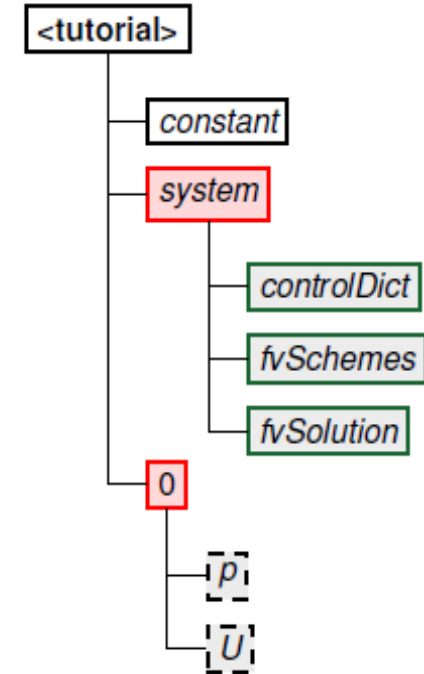 <tutorial>
constant
system
controlDict
fvSchemes
fvSolution
0
p
U